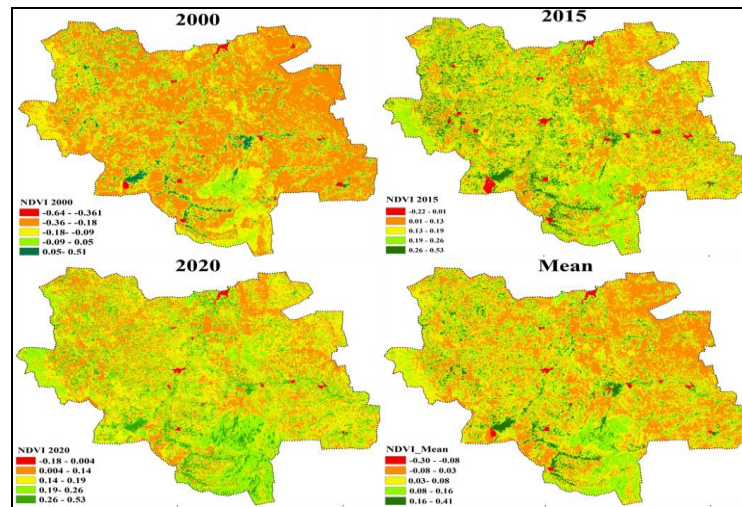 2000
NDVI 2000
-0.64 - -0.361
-0.36 - -0.18
-0.18- -0.09
-0.09 - 0.05
0.05- 0.51
2015
NDVI 2015
-0.22 - 0.01
0.01 - 0.13
0.13 - 0.19
0.19 - 0.26
0.26 - 0.53
2020
NDVI 2020
-0.18 - 0.004
0.004 - 0.14
0.14 - 0.19
0.19- 0.26
0.26 - 0.53
Mean
NDVI_Mean
-0.30 - -0.08
-0.08 - 0.03
0.03- 0.08
0.08 - 0.16
0.16 - 0.41